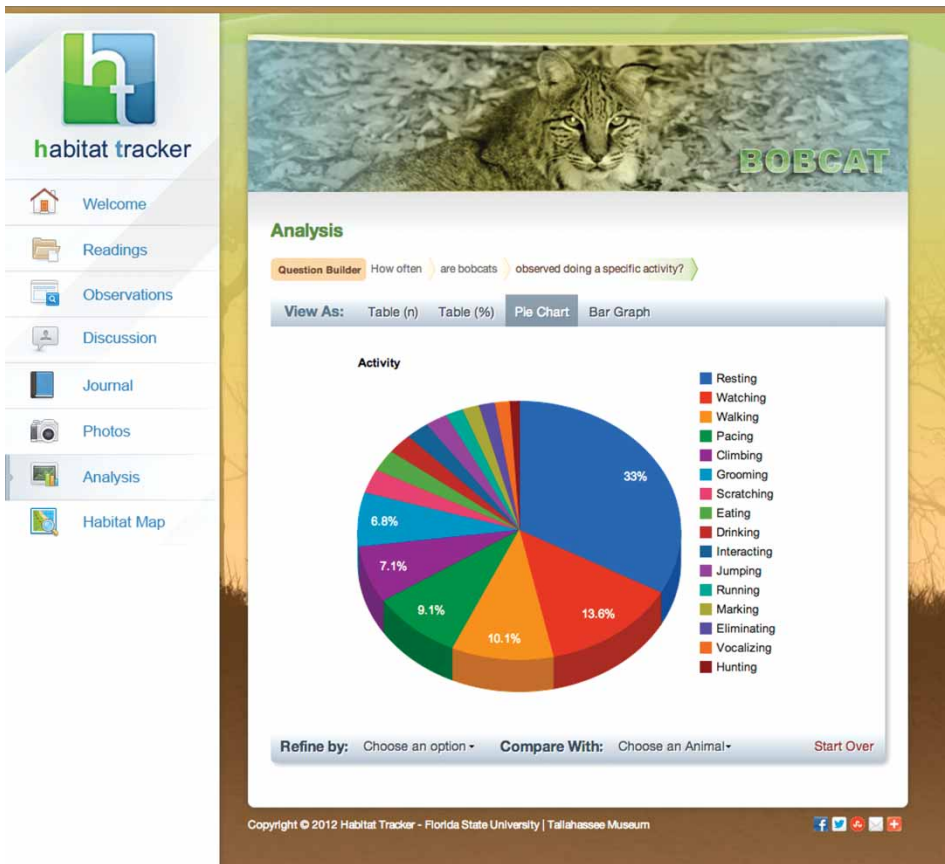 ht
habitat tracker
Welcome
Readings
Observations
Discussion
Journal
Photos
Analysis
Habitat Map
BOBCAT
Analysis
Question Builder How often are bobcats observed doing a specific activity?
View As: Table (n) Table (%) Pie Chart Bar Graph
Activity
33%
13.6%
10.1%
9.1%
7.1%
6.8%
Resting
Watching
Walking
Pacing
Climbing
Grooming
Scratching
Eating
Drinking
Interacting
Jumping
Running
Marking
Eliminating
Vocalizing
Hunting
Refine by: Choose an option Compare With: Choose an Animal Start Over
Copyright © 2012 Habitat Tracker - Florida State University | Tallahassee Museum